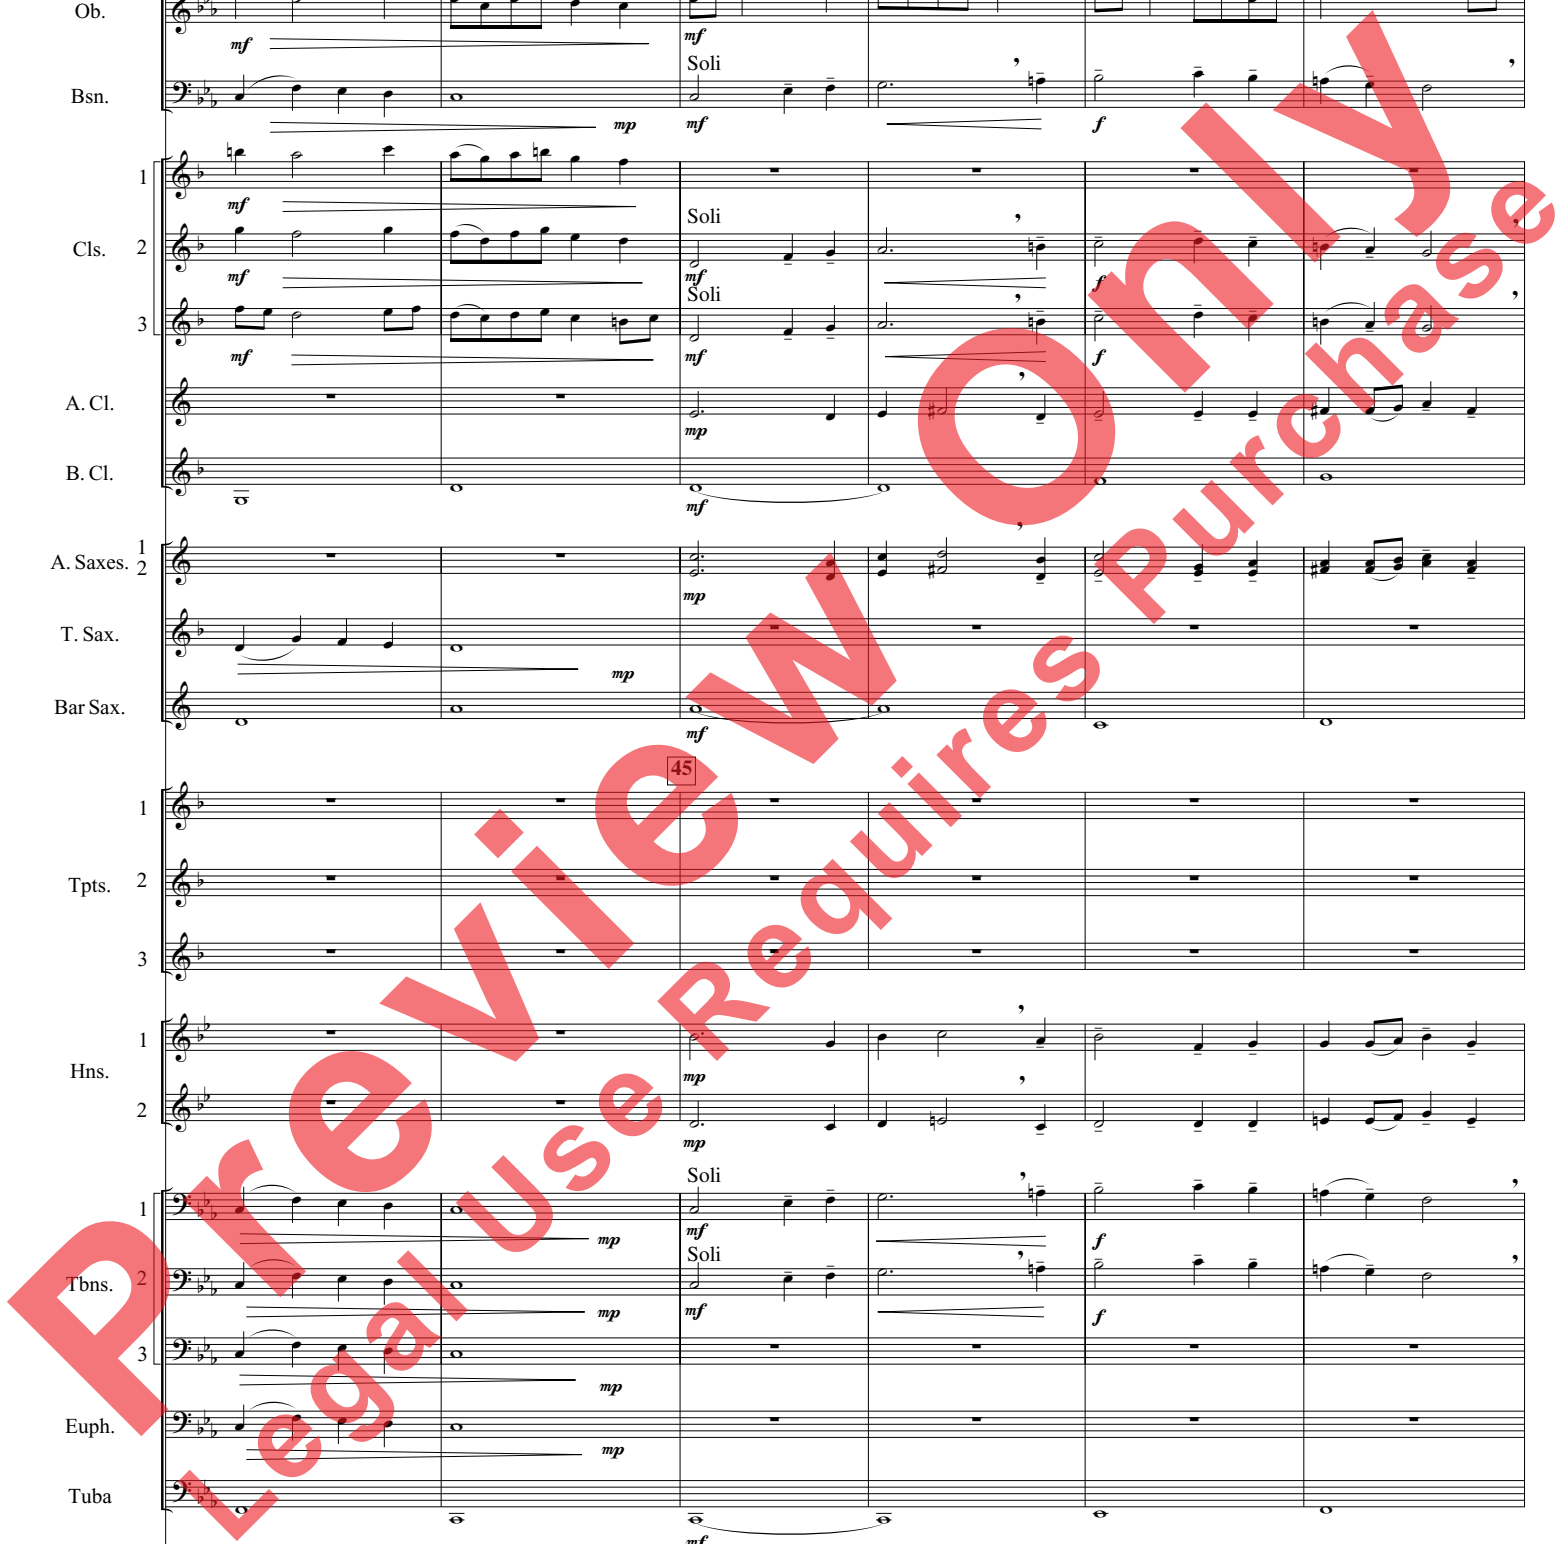 Ob.
mf
mf
Soli
Bsn.
mp
mf
f
1
mf
Soli
Cls. 2
mf
mf
f
Soli
3
mf
mf
f
A. Cl.
mp
B. Cl.
mf
A. Saxes. 1 2
mp
T. Sax.
mp
Bar Sax.
mf
45
1
Tpts. 2
3
1
Hns.
mp
2
mp
Soli
1
mp
mf
f
Soli
Tbns. 2
mp
mf
f
3
mp
Euph.
mp
Tuba
mf
Preview Only
Legal Use Requires Purchase